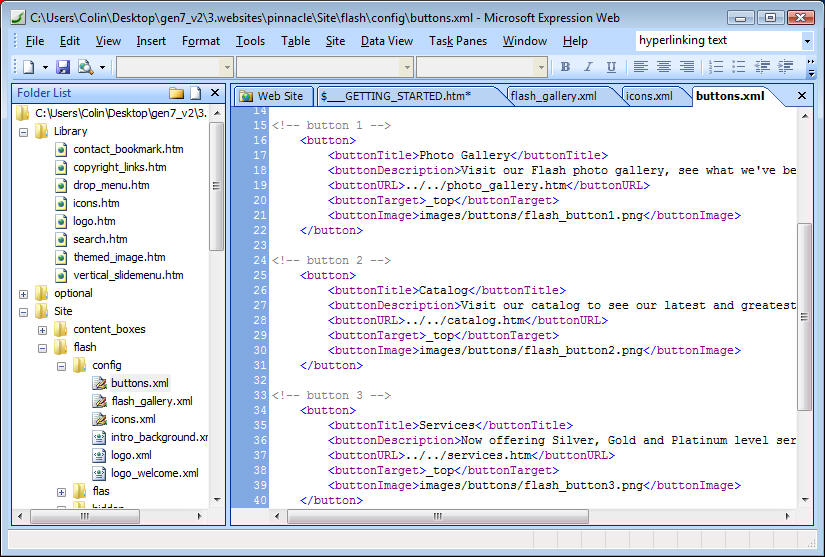 C:\Users\Colin\Desktop\gen7_v2\3.websites\pinnacle\Site\flash\config\buttons.xml - Microsoft Expression Web
File Edit View Insert Format Tools Table Site Data View Task Panes Window Help hyperlinking text
B I U
Folder List
C:\Users\Colin\Desktop\gen7_v2\3.
Library
contact_bookmark.htm
copyright_links.htm
drop_menu.htm
icons.htm
logo.htm
search.htm
themed_image.htm
vertical_slidemenu.htm
optional
Site
content_boxes
flash
config
buttons.xml
flash_gallery.xml
icons.xml
intro_background.xr
logo.xml
logo_welcome.xml
flas
hidden
Web Site $___GETTING_STARTED.htm* flash_gallery.xml icons.xml buttons.xml
14
15 <!-- button 1 -->
16 <button>
17 <buttonTitle>Photo Gallery</buttonTitle>
18 <buttonDescription>Visit our Flash photo gallery, see what we've be
19 <buttonURL>../../photo_gallery.htm</buttonURL>
20 <buttonTarget>_top</buttonTarget>
21 <buttonImage>images/buttons/flash_button1.png</buttonImage>
22 </button>
23
24 <!-- button 2 -->
25 <button>
26 <buttonTitle>Catalog</buttonTitle>
27 <buttonDescription>Visit our catalog to see our latest and greatest
28 <buttonURL>../../catalog.htm</buttonURL>
29 <buttonTarget>_top</buttonTarget>
30 <buttonImage>images/buttons/flash_button2.png</buttonImage>
31 </button>
32
33 <!-- button 3 -->
34 <button>
35 <buttonTitle>Services</buttonTitle>
36 <buttonDescription>Now offering Silver, Gold and Platinum level ser
37 <buttonURL>../../services.htm</buttonURL>
38 <buttonTarget>_top</buttonTarget>
39 <buttonImage>images/buttons/flash_button3.png</buttonImage>
40 </button>